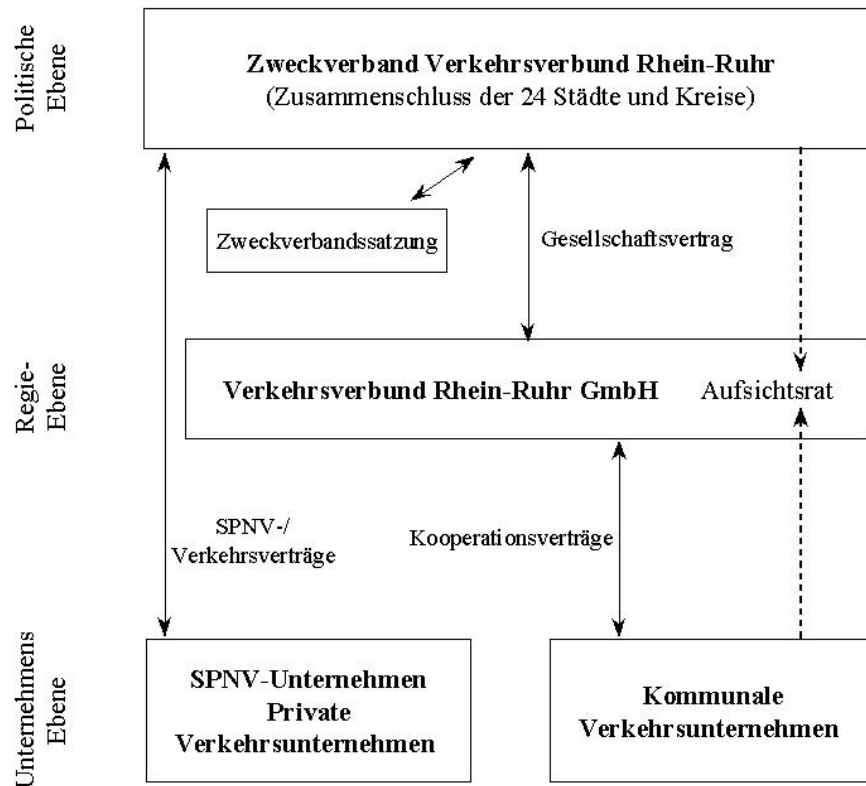 Politische
Ebene
Zweckverband Verkehrsverbund Rhein-Ruhr
(Zusammenschluss der 24 Städte und Kreise)
Zweckverbandssatzung
Gesellschaftsvertrag
Regie-
Ebene
Verkehrsverbund Rhein-Ruhr GmbH Aufsichtsrat
SPNV-/
Verkehrsverträge
Kooperationsverträge
Unternehmens
Ebene
SPNV-Unternehmen
Private
Verkehrsunternehmen
Kommunale
Verkehrsunternehmen